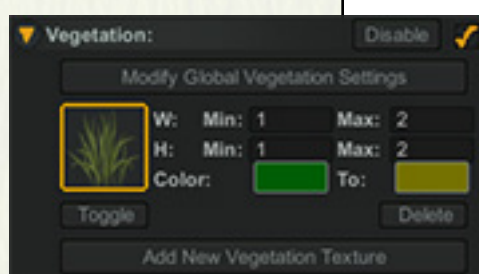 Vegetation: Disable
Modify Global Vegetation Settings
W: Min: 1 Max: 2
H: Min: 1 Max: 2
Color: To:
Toggle Delete
Add New Vegetation Texture